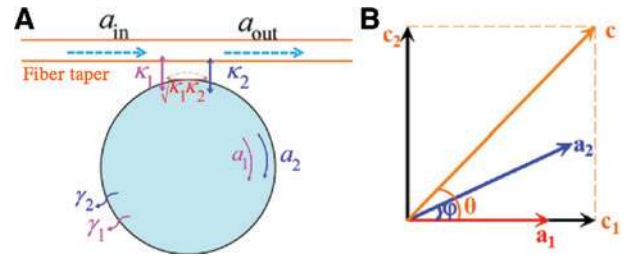 A
a_in
a_out
Fiber taper
κ₁
√κ₁κ₂
κ₂
a₁
a₂
γ₂
γ₁
B
c₂
c
a₂
φ
θ
a₁
c₁